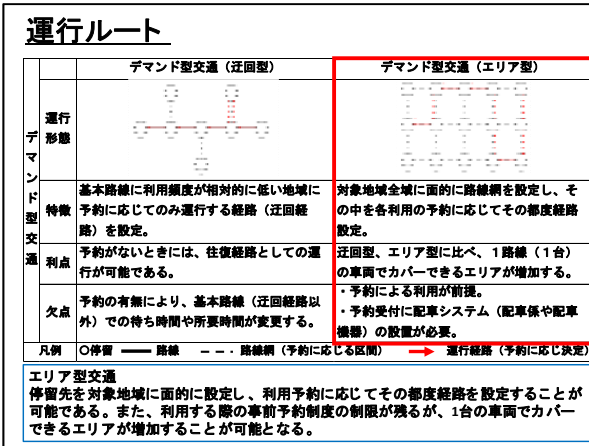 運行ルート
デマンド型交通（迂回型）
デマンド型交通（エリア型）
デマンド型交通
運行
形態
特徴
基本路線に利用頻度が相対的に低い地域に
予約に応じてのみ運行する経路（迂回経
路）を設定。
対象地域全域に面的に路線網を設定し、そ
の中を各利用の予約に応じてその都度経路
設定。
利点
予約がないときには、往復経路としての運
行が可能である。
迂回型、エリア型に比べ、１路線（１台）
の車両でカバーできるエリアが増加する。
欠点
予約の有無により、基本路線（迂回経路以
外）での待ち時間や所要時間が変更する。
・予約による利用が前提。
・予約受付に配車システム（配車係や配車
機器）の設置が必要。
凡例 〇停留 ━━ 路線 －－・路線網（予約に応じる区間） → 運行経路（予約に応じ決定）
エリア型交通
停留先を対象地域に面的に設定し、利用予約に応じてその都度経路を設定することが
可能である。また、利用する際の事前予約制度の制限が残るが、1台の車両でカバー
できるエリアが増加することが可能となる。